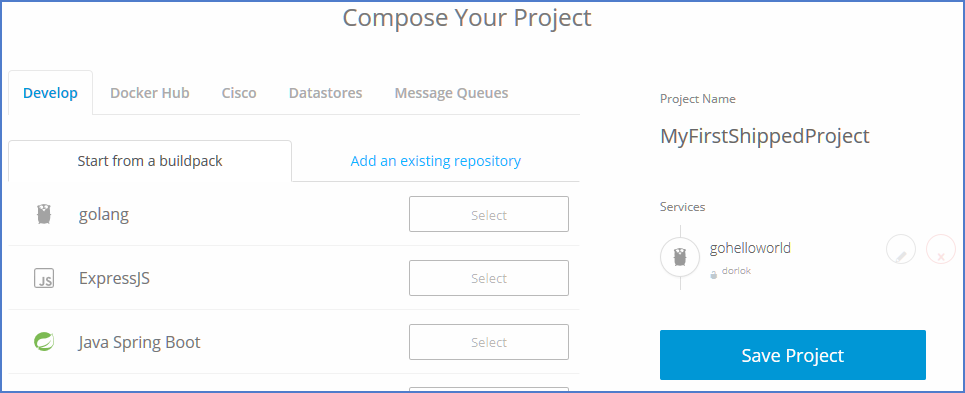 Compose Your Project
Develop
Docker Hub
Cisco
Datastores
Message Queues
Start from a buildpack
Add an existing repository
golang
Select
JS
ExpressJS
Select
Java Spring Boot
Select
Project Name
MyFirstShippedProject
Services
gohelloworld
dorlok
x
Save Project